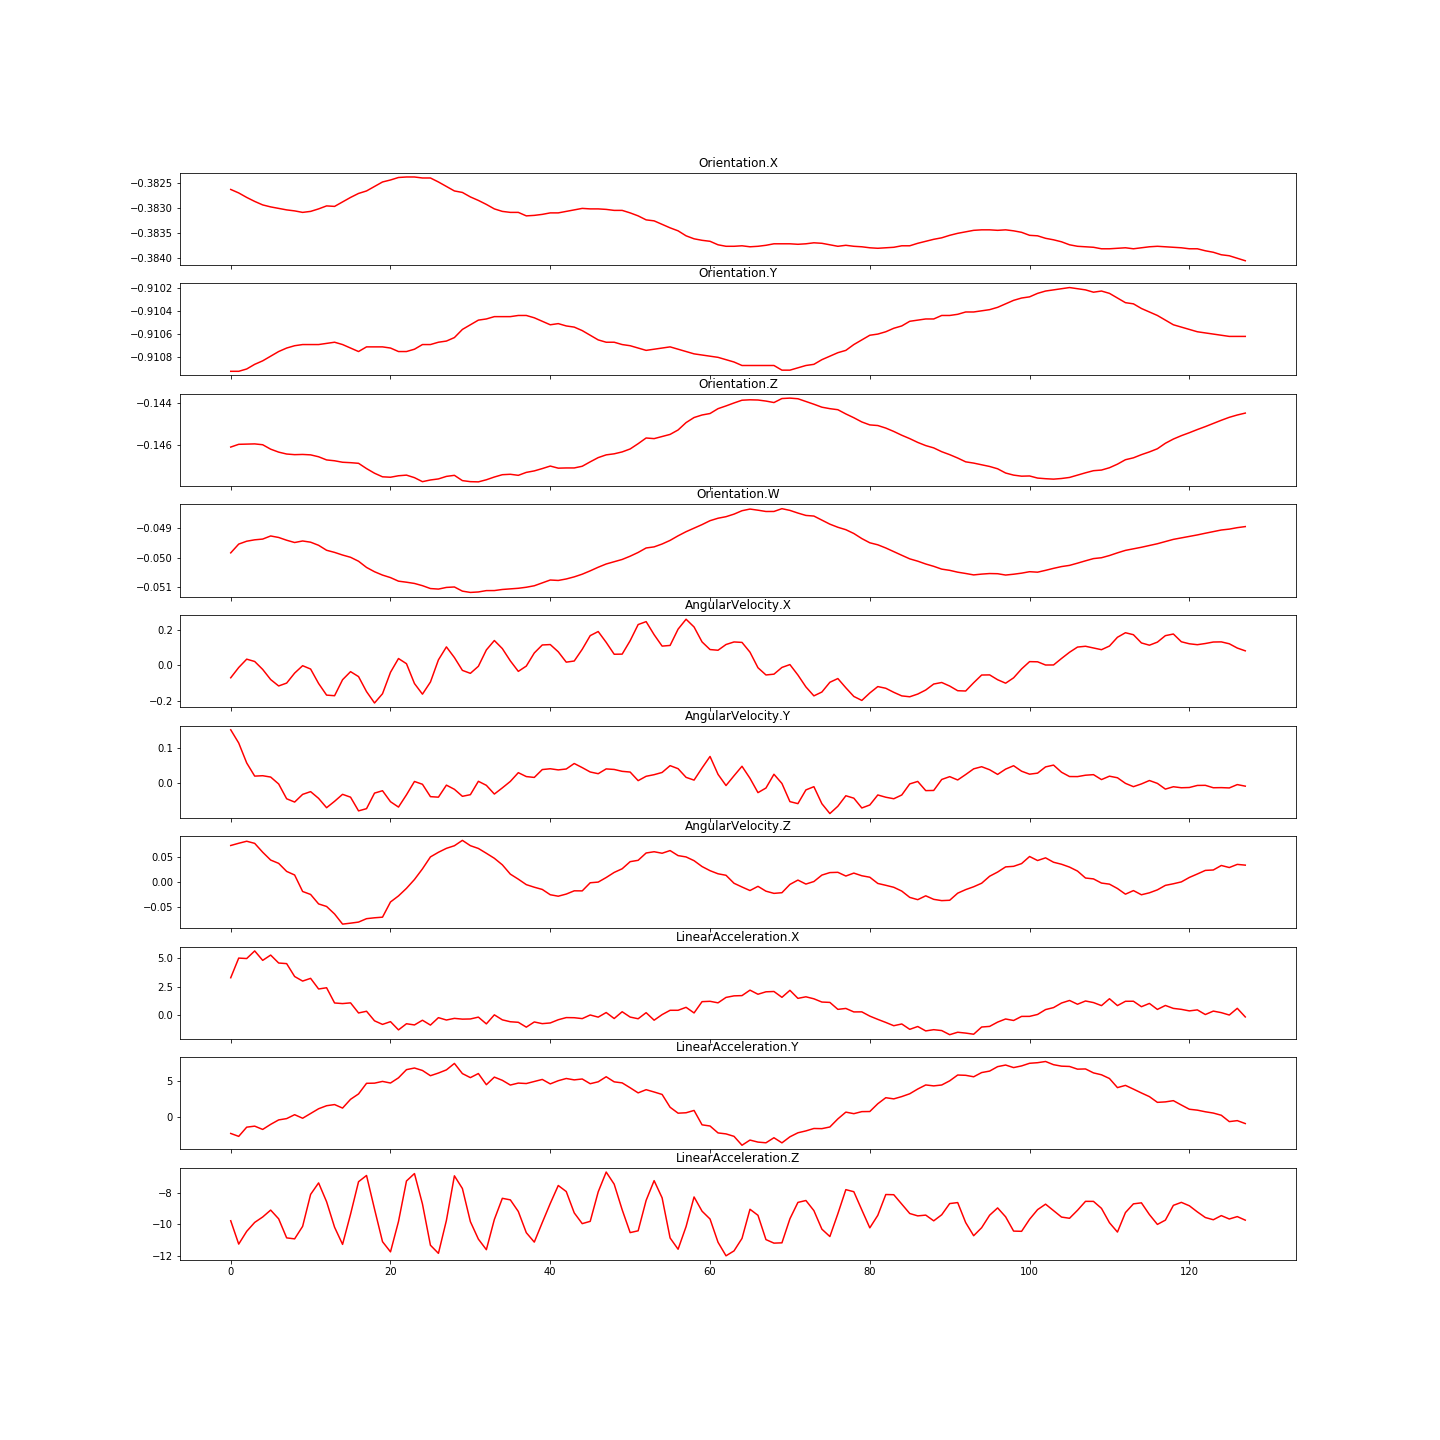 Orientation.X
−0.3825
−0.3830
−0.3835
−0.3840
Orientation.Y
−0.9102
−0.9104
−0.9106
−0.9108
Orientation.Z
−0.144
−0.146
Orientation.W
−0.049
−0.050
−0.051
AngularVelocity.X
0.2
0.0
−0.2
AngularVelocity.Y
0.1
0.0
AngularVelocity.Z
0.05
0.00
−0.05
LinearAcceleration.X
5.0
2.5
0.0
LinearAcceleration.Y
5
0
LinearAcceleration.Z
−8
−10
−12
0 20 40 60 80 100 120